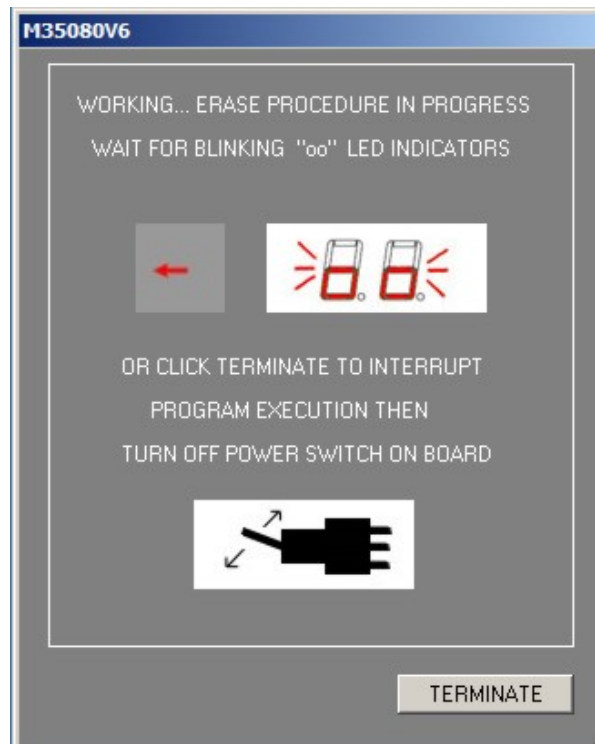 M35080V6
WORKING... ERASE PROCEDURE IN PROGRESS
WAIT FOR BLINKING "oo" LED INDICATORS
OR CLICK TERMINATE TO INTERRUPT
PROGRAM EXECUTION THEN
TURN OFF POWER SWITCH ON BOARD
TERMINATE